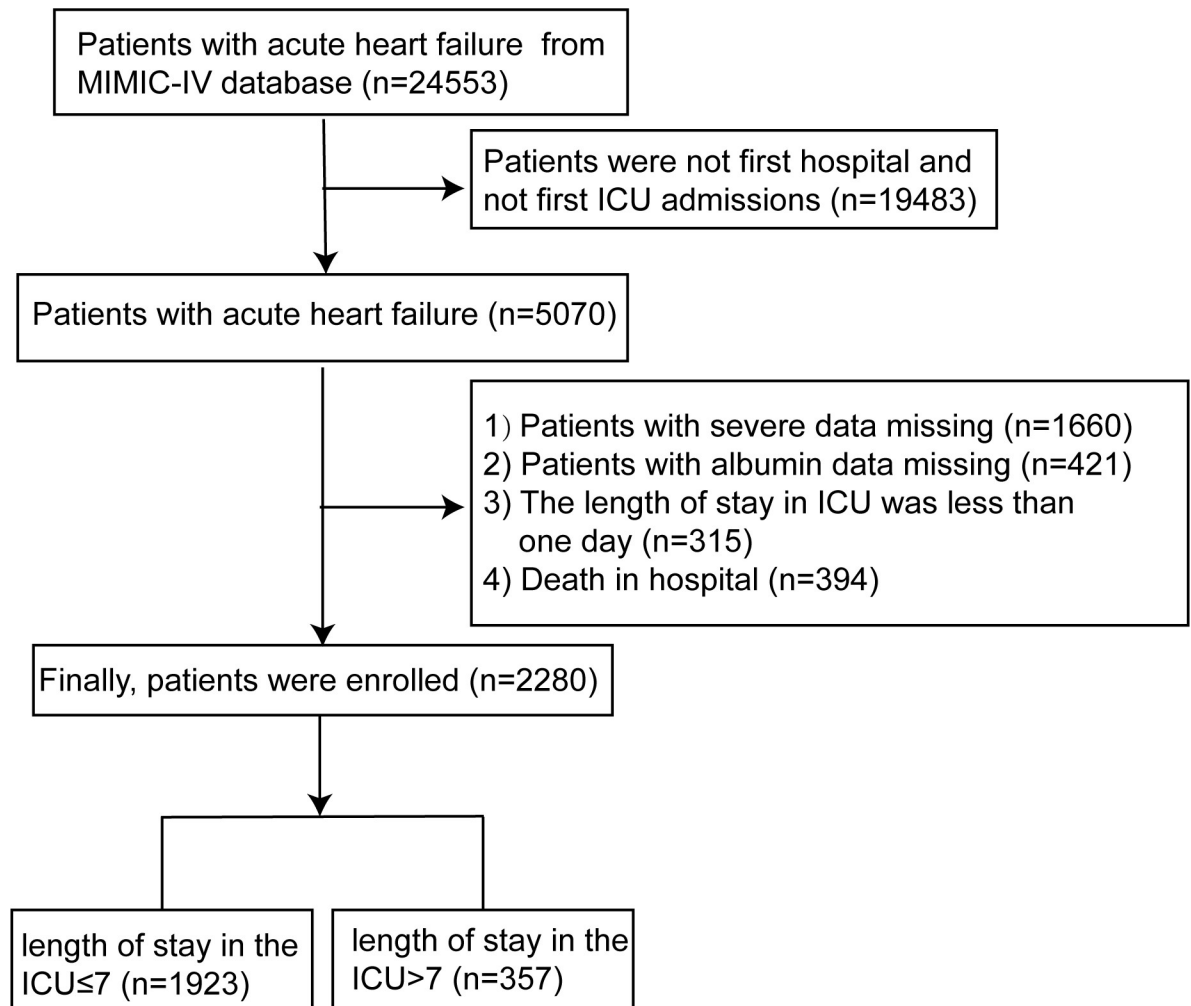 Patients with acute heart failure from
MIMIC-IV database (n=24553)
Patients were not first hospital and
not first ICU admissions (n=19483)
Patients with acute heart failure (n=5070)
1) Patients with severe data missing (n=1660)
2) Patients with albumin data missing (n=421)
3) The length of stay in ICU was less than
one day (n=315)
4) Death in hospital (n=394)
Finally, patients were enrolled (n=2280)
length of stay in the
ICU≤7 (n=1923)
length of stay in the
ICU>7 (n=357)